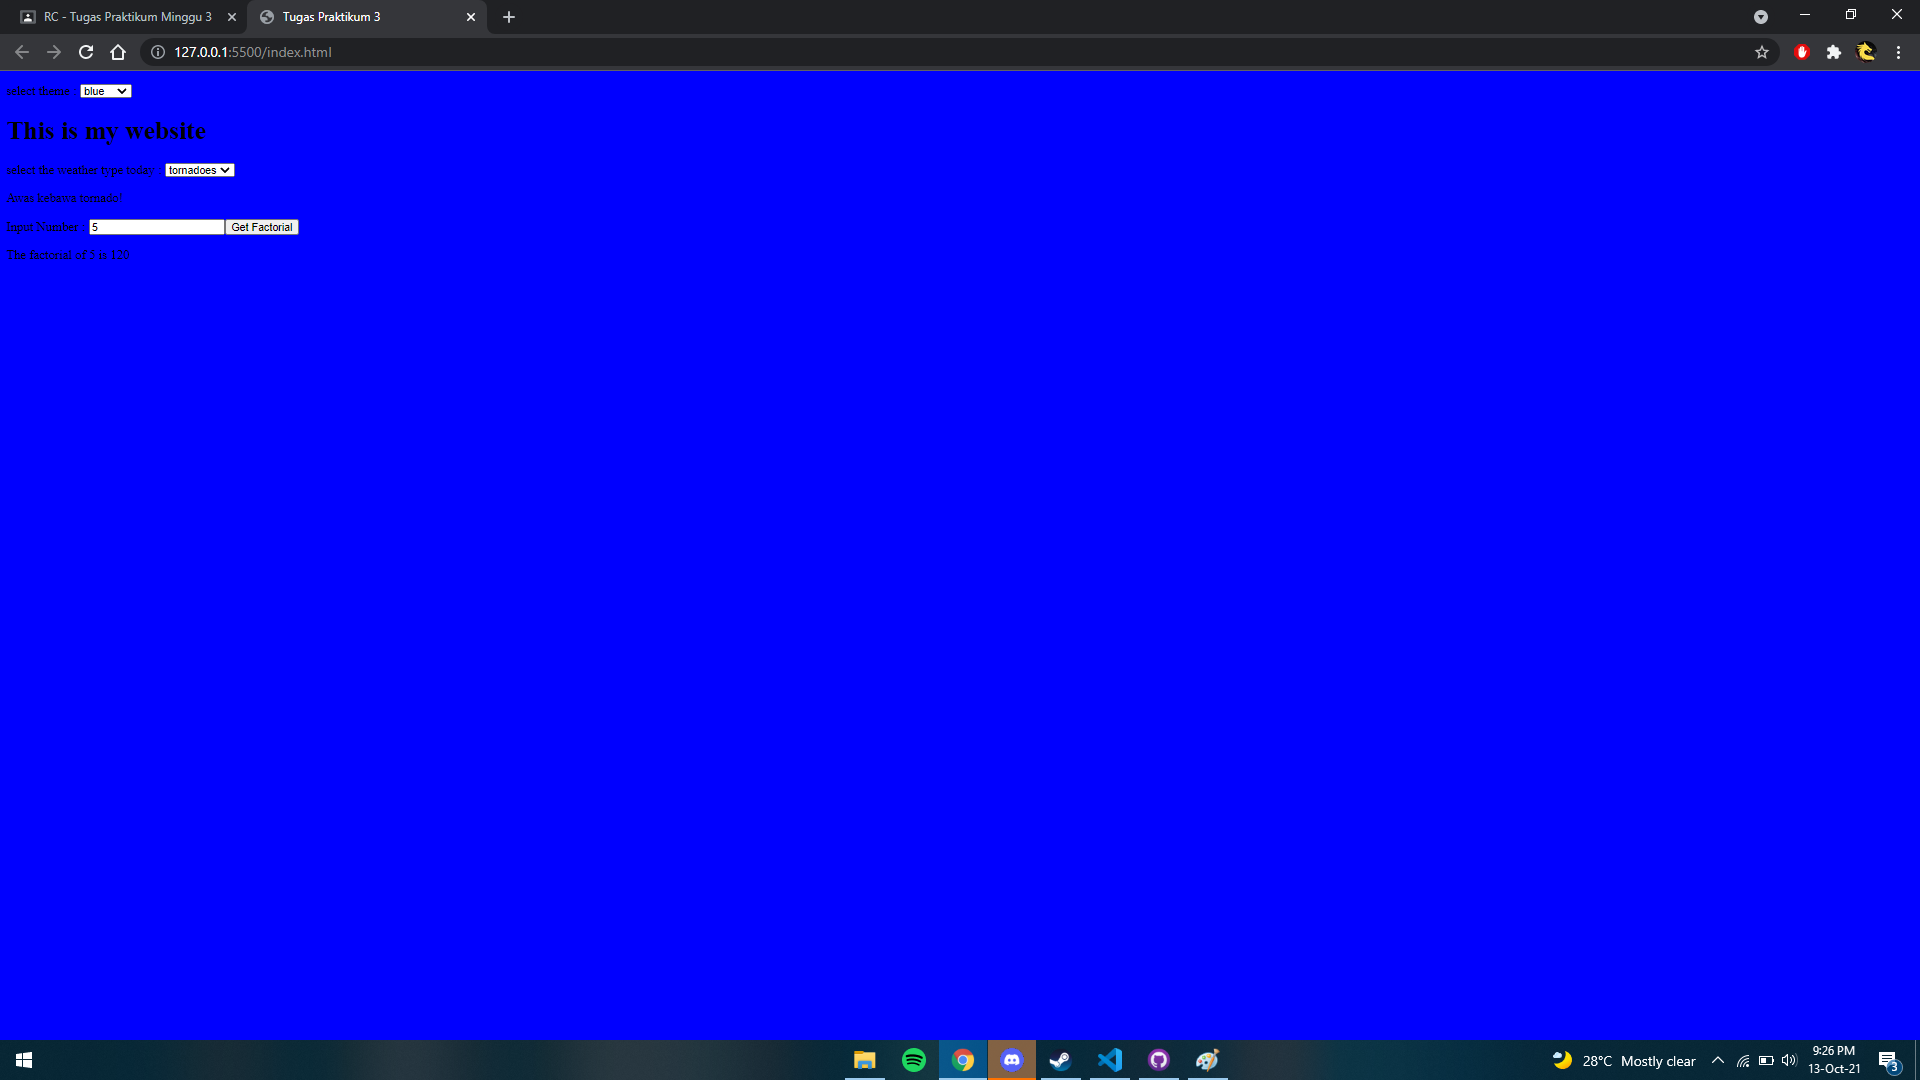 RC - Tugas Praktikum Minggu 3
Tugas Praktikum 3
127.0.0.1:5500/index.html
select theme : blue
This is my website
select the weather type today : tornadoes
Awas kebawa tornado!
Input Number : 5 Get Factorial
The factorial of 5 is 120
28°C Mostly clear
9:26 PM
13-Oct-21
3